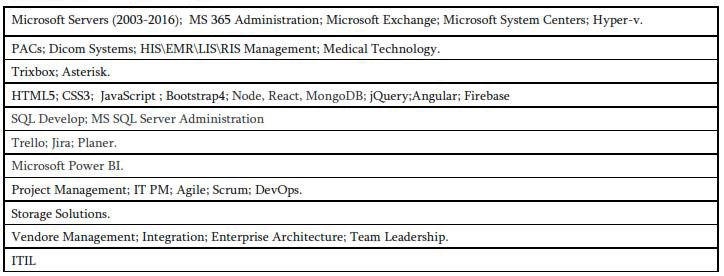 Microsoft Servers (2003-2016);  MS 365 Administration; Microsoft Exchange; Microsoft System Centers; Hyper-v.
PACs; Dicom Systems; HIS\EMR\LIS\RIS Management; Medical Technology.
Trixbox; Asterisk.
HTML5; CSS3;  JavaScript ; Bootstrap4; Node, React, MongoDB; jQuery;Angular; Firebase
SQL Develop; MS SQL Server Administration
Trello; Jira; Planer.
Microsoft Power BI.
Project Management; IT PM; Agile; Scrum; DevOps.
Storage Solutions.
Vendore Management; Integration; Enterprise Architecture; Team Leadership.
ITIL